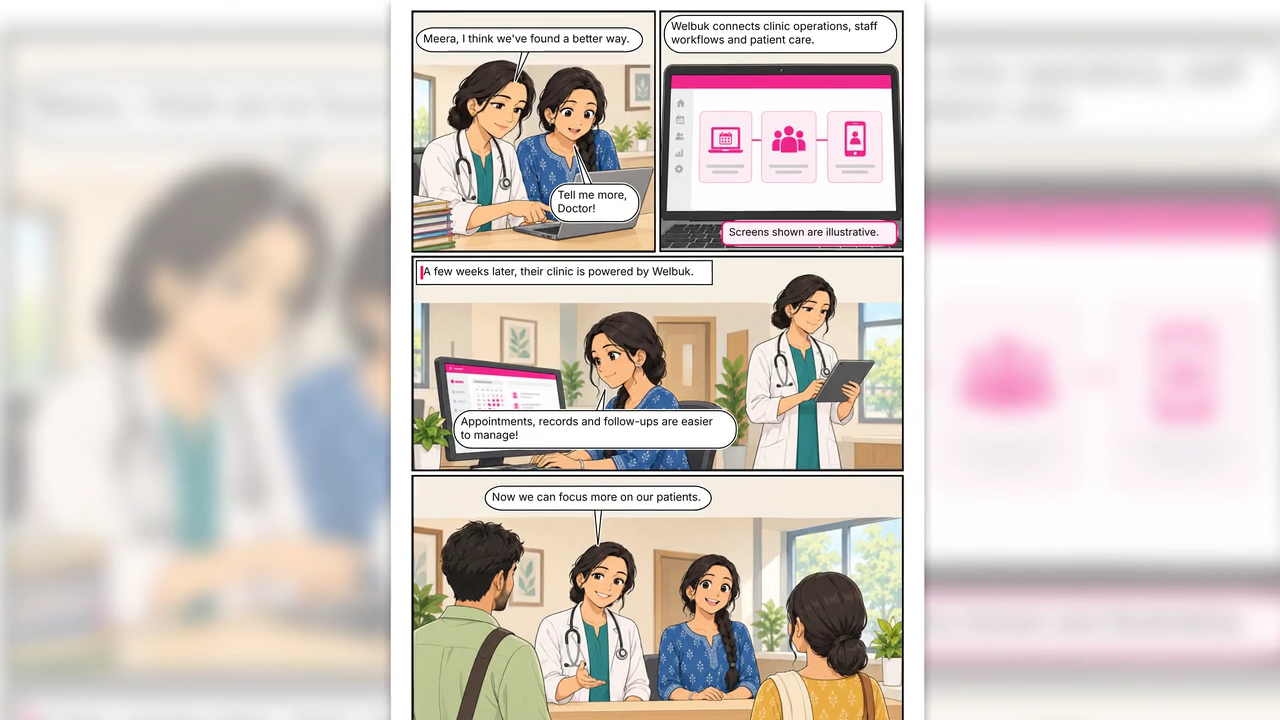 Meera, I think we've found a better way.
Tell me more,
Doctor!
Welbuk connects clinic operations, staff
workflows and patient care.
Screens shown are illustrative.
A few weeks later, their clinic is powered by Welbuk.
Appointments, records and follow-ups are easier
to manage!
Now we can focus more on our patients.